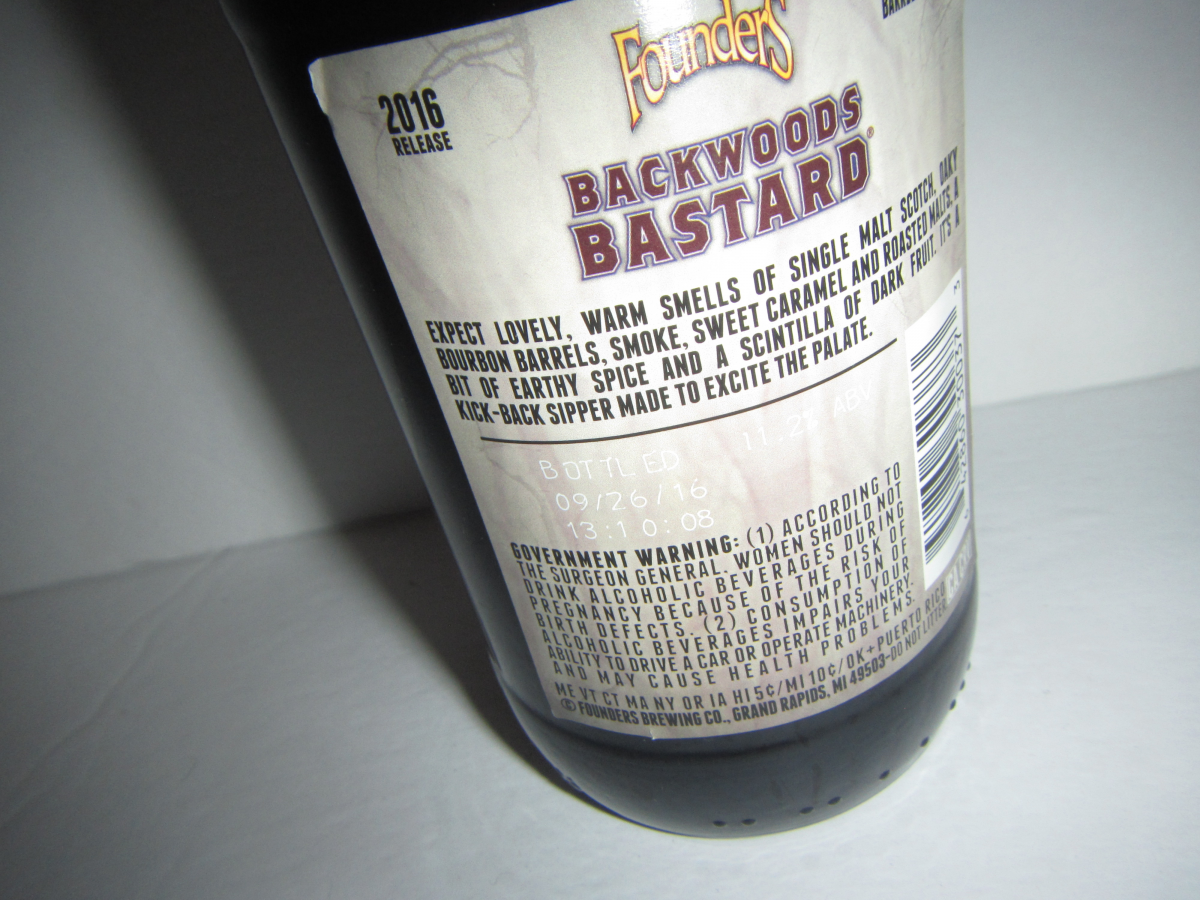 Founders
2016
RELEASE
BACKWOODS
BASTARD®
EXPECT LOVELY, WARM SMELLS OF SINGLE MALT SCOTCH, OAKY
BOURBON BARRELS, SMOKE, SWEET CARAMEL AND ROASTED MALTS, A
BIT OF EARTHY SPICE AND A SCINTILLA OF DARK FRUIT. IT'S A
KICK-BACK SIPPER MADE TO EXCITE THE PALATE.
11.2% ABV
BOTTLED
09/26/16
13:10:08
GOVERNMENT WARNING: (1) ACCORDING TO
THE SURGEON GENERAL. WOMEN SHOULD NOT
DRINK ALCOHOLIC BEVERAGES DURING
PREGNANCY BECAUSE OF THE RISK OF
BIRTH DEFECTS. (2) CONSUMPTION OF
ALCOHOLIC BEVERAGES IMPAIRS YOUR
ABILITY TO DRIVE A CAR OR OPERATE MACHINERY.
AND MAY CAUSE HEALTH PROBLEMS.
ME VT CT MA NY OR IA HI 5¢/MI 10¢/OK+PUERTO RICO
© FOUNDERS BREWING CO., GRAND RAPIDS, MI 49503-DO NOT LITTER